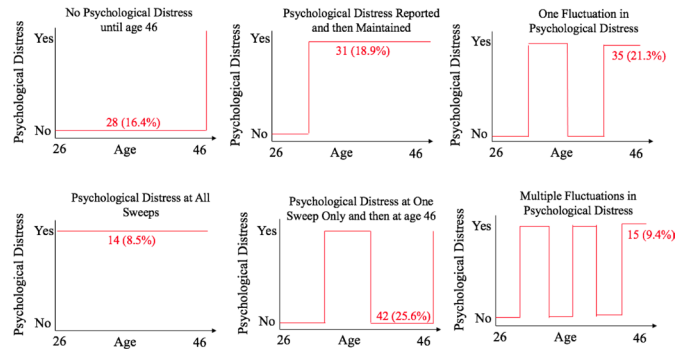 No Psychological Distress
until age 46
Psychological Distress
Yes
No
28 (16.4%)
26
Age
46
Psychological Distress Reported
and then Maintained
Psychological Distress
Yes
No
31 (18.9%)
26
Age
46
One Fluctuation in
Psychological Distress
Psychological Distress
Yes
No
35 (21.3%)
26
Age
46
Psychological Distress at All
Sweeps
Psychological Distress
Yes
No
14 (8.5%)
26
Age
46
Psychological Distress at One
Sweep Only and then at age 46
Psychological Distress
Yes
No
42 (25.6%)
26
Age
46
Multiple Fluctuations in
Psychological Distress
Psychological Distress
Yes
No
15 (9.4%)
26
Age
46